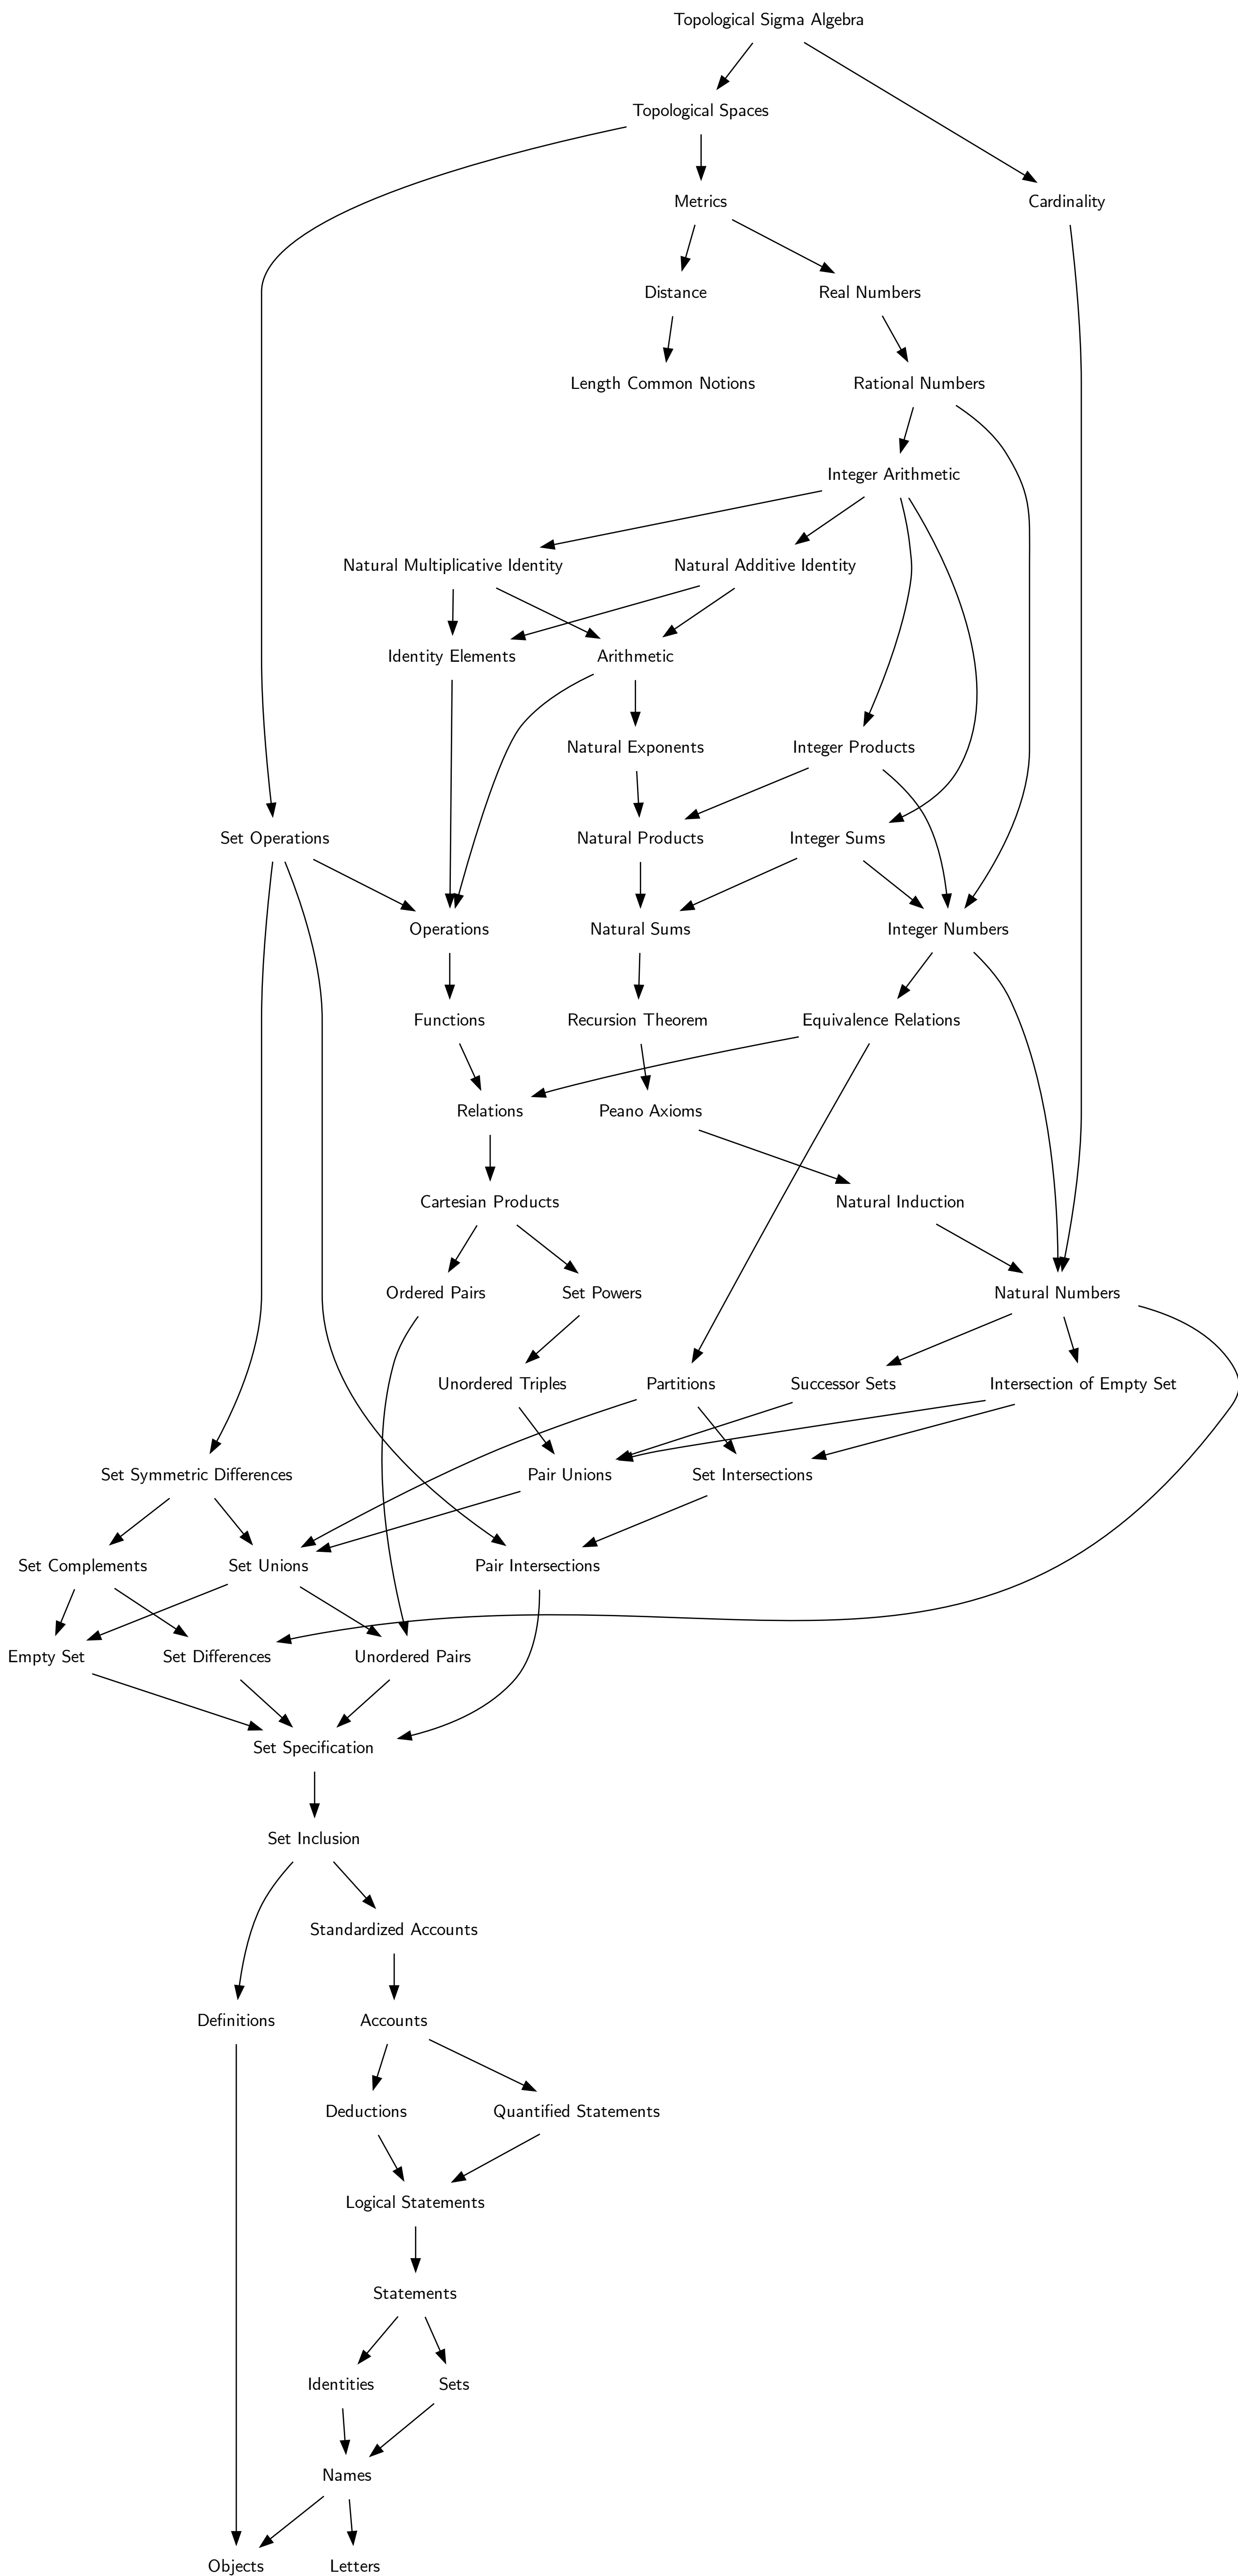 Topological Sigma Algebra
Topological Spaces
Metrics
Cardinality
Distance
Real Numbers
Length Common Notions
Rational Numbers
Integer Arithmetic
Natural Multiplicative Identity
Natural Additive Identity
Identity Elements
Arithmetic
Natural Exponents
Integer Products
Set Operations
Natural Products
Integer Sums
Operations
Natural Sums
Integer Numbers
Functions
Recursion Theorem
Equivalence Relations
Relations
Peano Axioms
Cartesian Products
Natural Induction
Ordered Pairs
Set Powers
Natural Numbers
Unordered Triples
Partitions
Successor Sets
Intersection of Empty Set
Set Symmetric Differences
Pair Unions
Set Intersections
Set Complements
Set Unions
Pair Intersections
Empty Set
Set Differences
Unordered Pairs
Set Specification
Set Inclusion
Standardized Accounts
Definitions
Accounts
Deductions
Quantified Statements
Logical Statements
Statements
Identities
Sets
Names
Objects
Letters